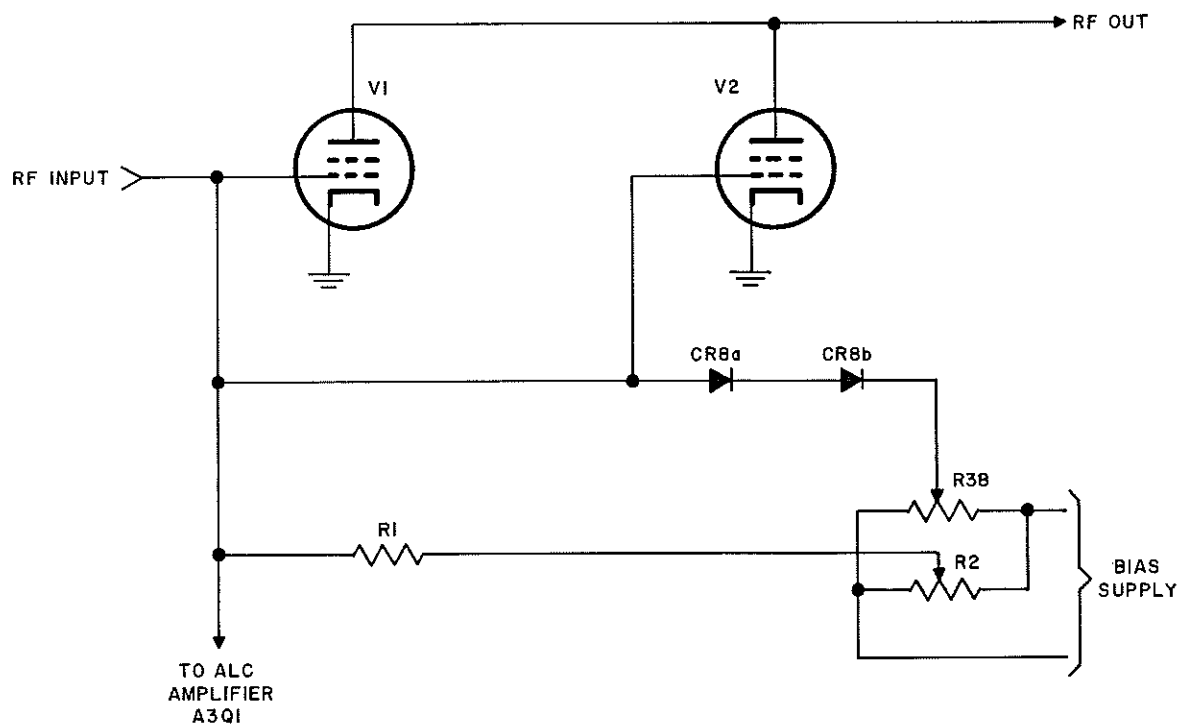 RF OUT
V1
V2
RF INPUT
CR8a
CR8b
R38
R1
R2
BIAS
SUPPLY
TO ALC
AMPLIFIER
A3Q1